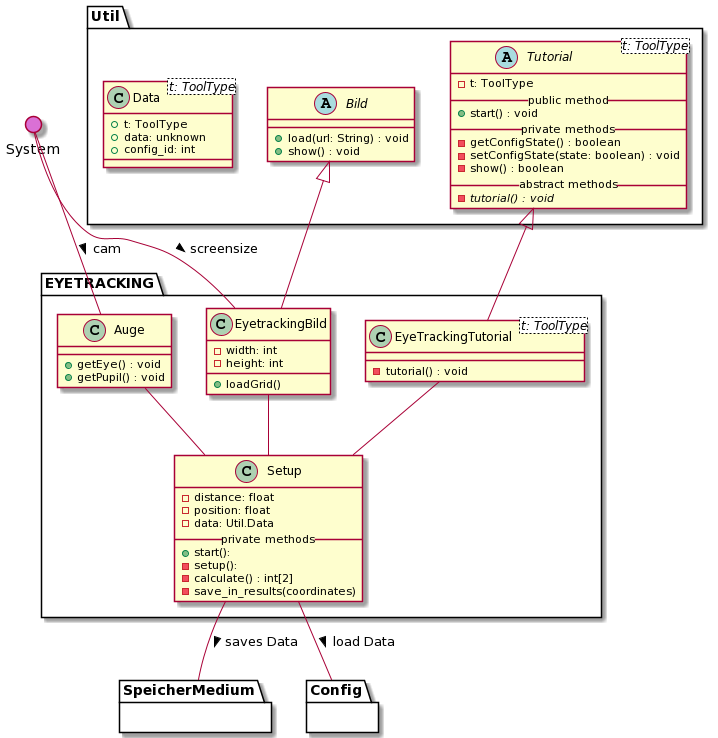 Util
t: ToolType
C Data
t: ToolType
data: unknown
config_id: int
A Bild
load(url: String) : void
show() : void
t: ToolType
A Tutorial
t: ToolType
public method
start() : void
private methods
getConfigState() : boolean
setConfigState(state: boolean) : void
show() : boolean
abstract methods
tutorial() : void
System
cam
screensize
EYETRACKING
C Auge
getEye() : void
getPupil() : void
C EyetrackingBild
width: int
height: int
loadGrid()
t: ToolType
C EyeTrackingTutorial
tutorial() : void
C Setup
distance: float
position: float
data: Util.Data
private methods
start():
setup():
calculate() : int[2]
save_in_results(coordinates)
saves Data
load Data
SpeicherMedium
Config